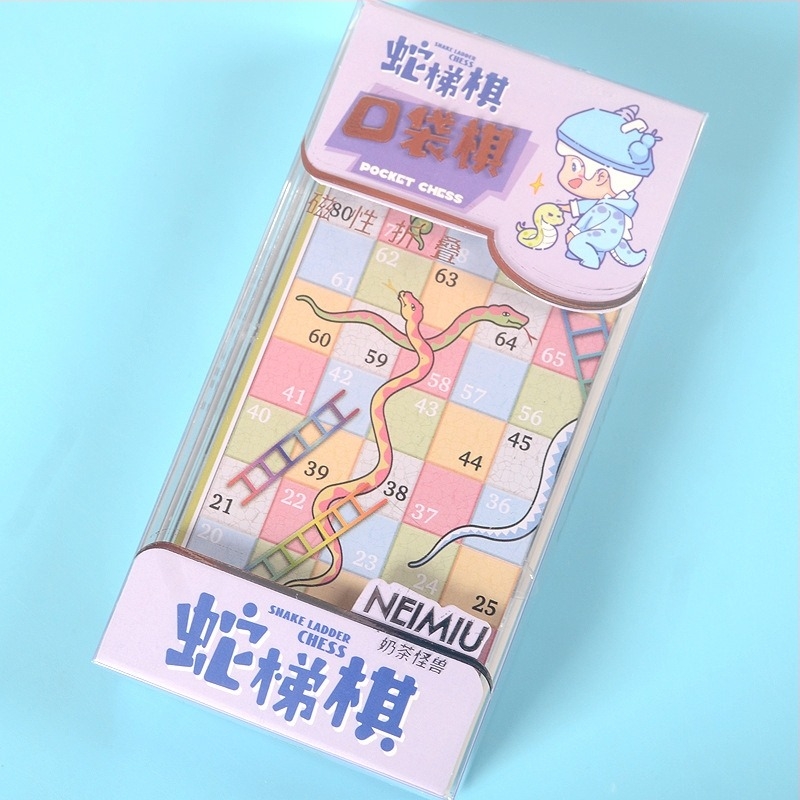 蛇梯棋
SNAKE LADDER
CHESS
口袋棋
POCKET CHESS
磁性折叠
80
62 63
61
60 59 64 65
42 58 57 56
41 43 45
40 44
39 38 36
21 22 37
20 23 24 25
NEIMIU
奶茶怪兽
蛇梯棋
SNAKE LADDER
CHESS